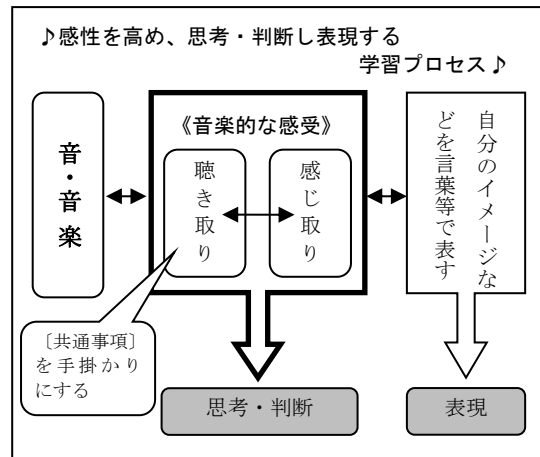 ♪感性を高め、思考・判断し表現する
学習プロセス♪
音・音楽
《音楽的な感受》
聴き取り
感じ取り
自分のイメージな
どを言葉等で表す
〔共通事項〕
を手掛かり
にする
思考・判断
表現